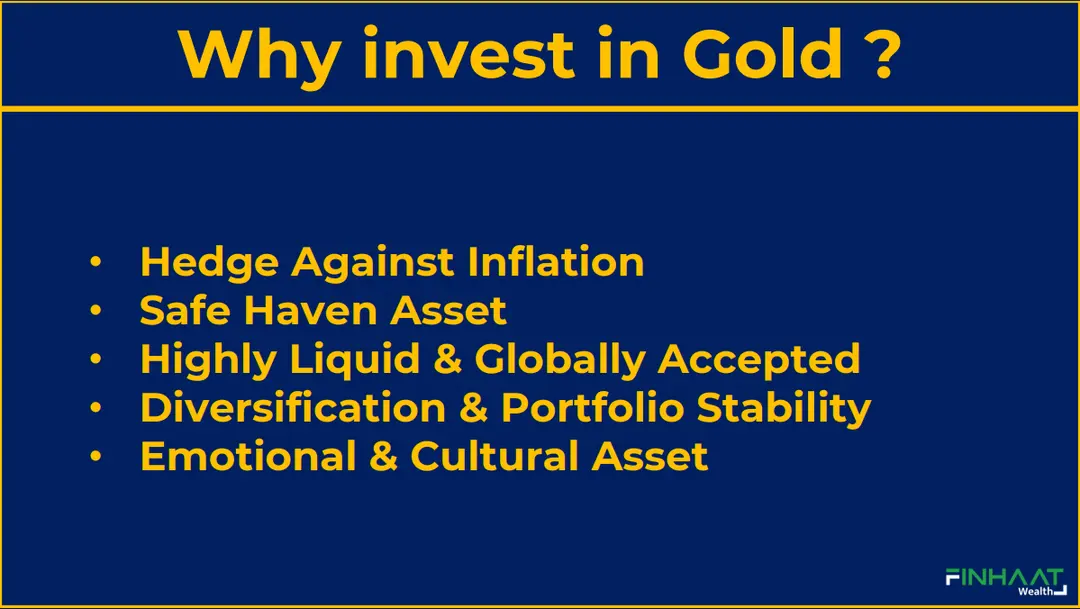 Why invest in Gold ?
• Hedge Against Inflation
• Safe Haven Asset
• Highly Liquid & Globally Accepted
• Diversification & Portfolio Stability
• Emotional & Cultural Asset
FINHAAT
Wealth